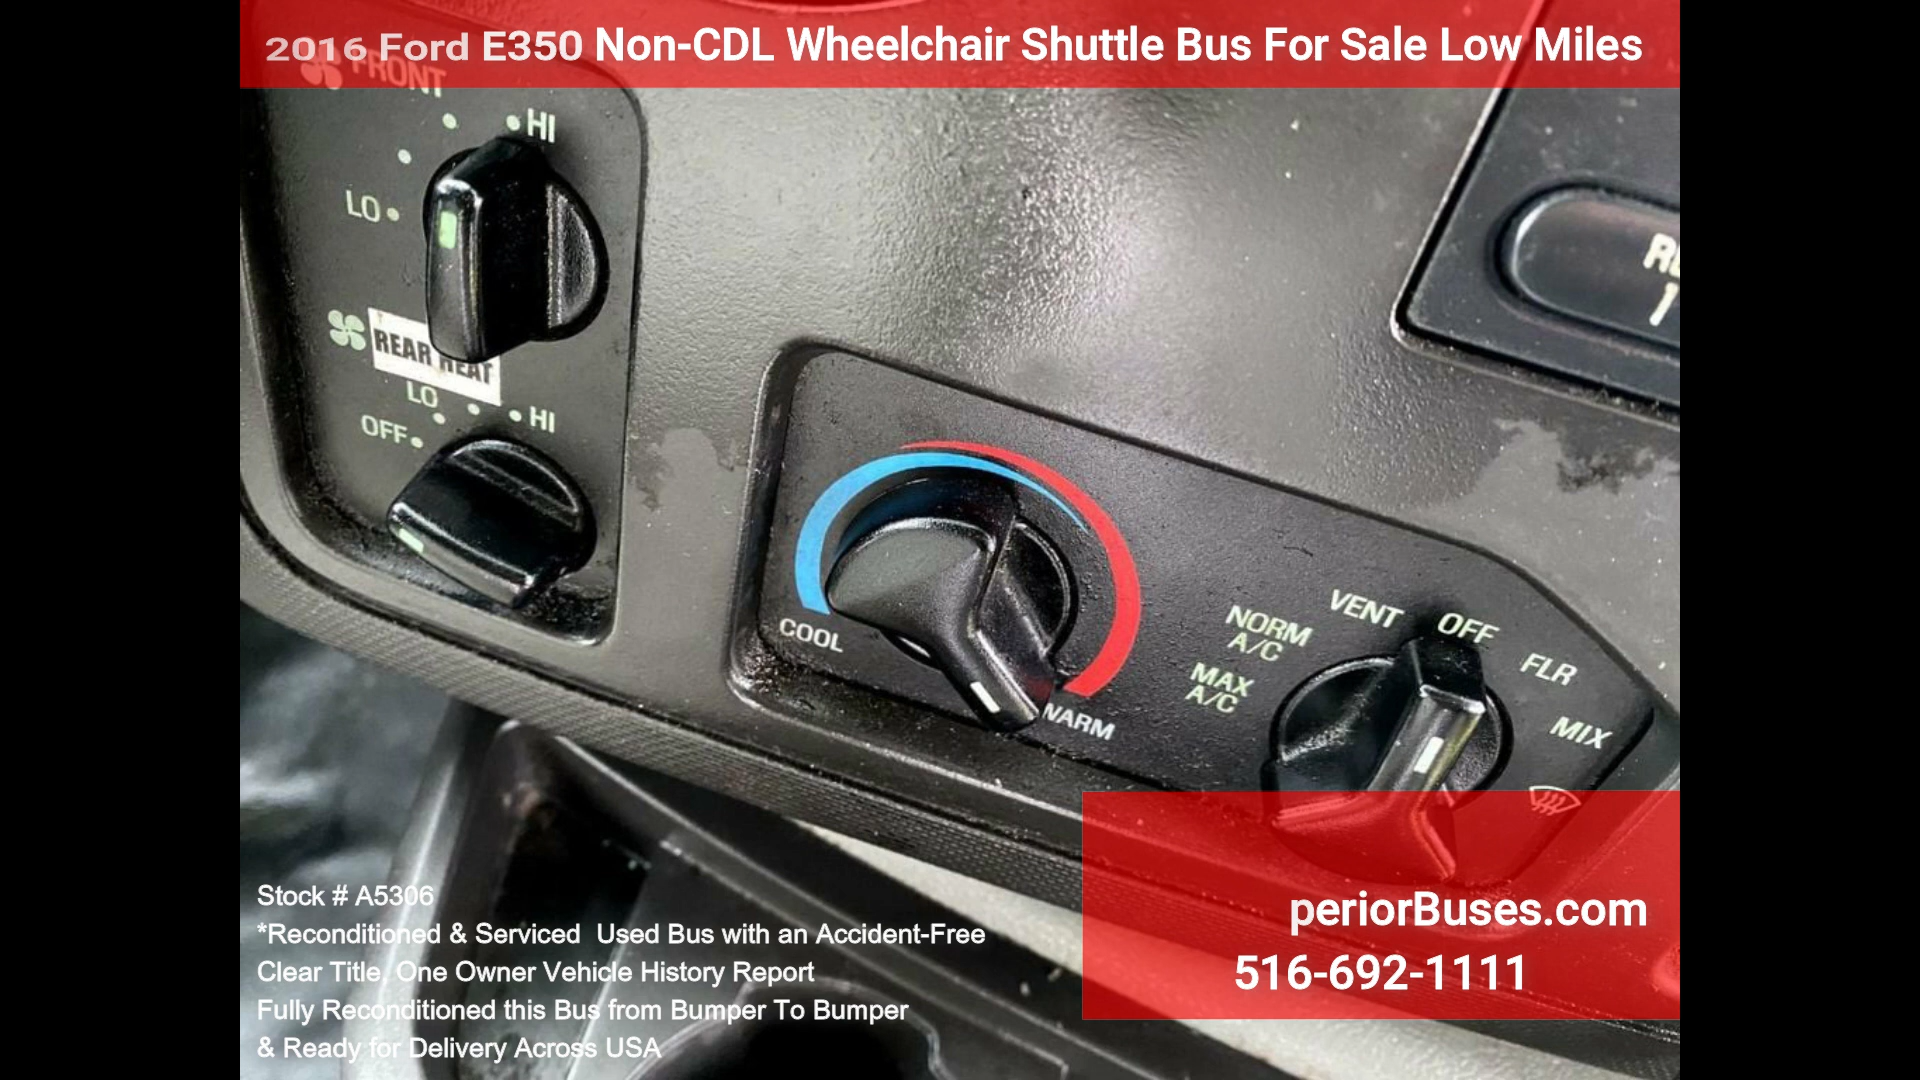 2016 Ford E350 Non-CDL Wheelchair Shuttle Bus For Sale Low Miles
FRONT
HI
LO
REAR HEAT
LO
HI
OFF
COOL
WARM
NORM
A/C
MAX
A/C
VENT
OFF
FLR
MIX
1
Stock # A5306
*Reconditioned & Serviced Used Bus with an Accident-Free
Clear Title, One Owner Vehicle History Report
Fully Reconditioned this Bus from Bumper To Bumper
& Ready for Delivery Across USA
periorBuses.com
516-692-1111